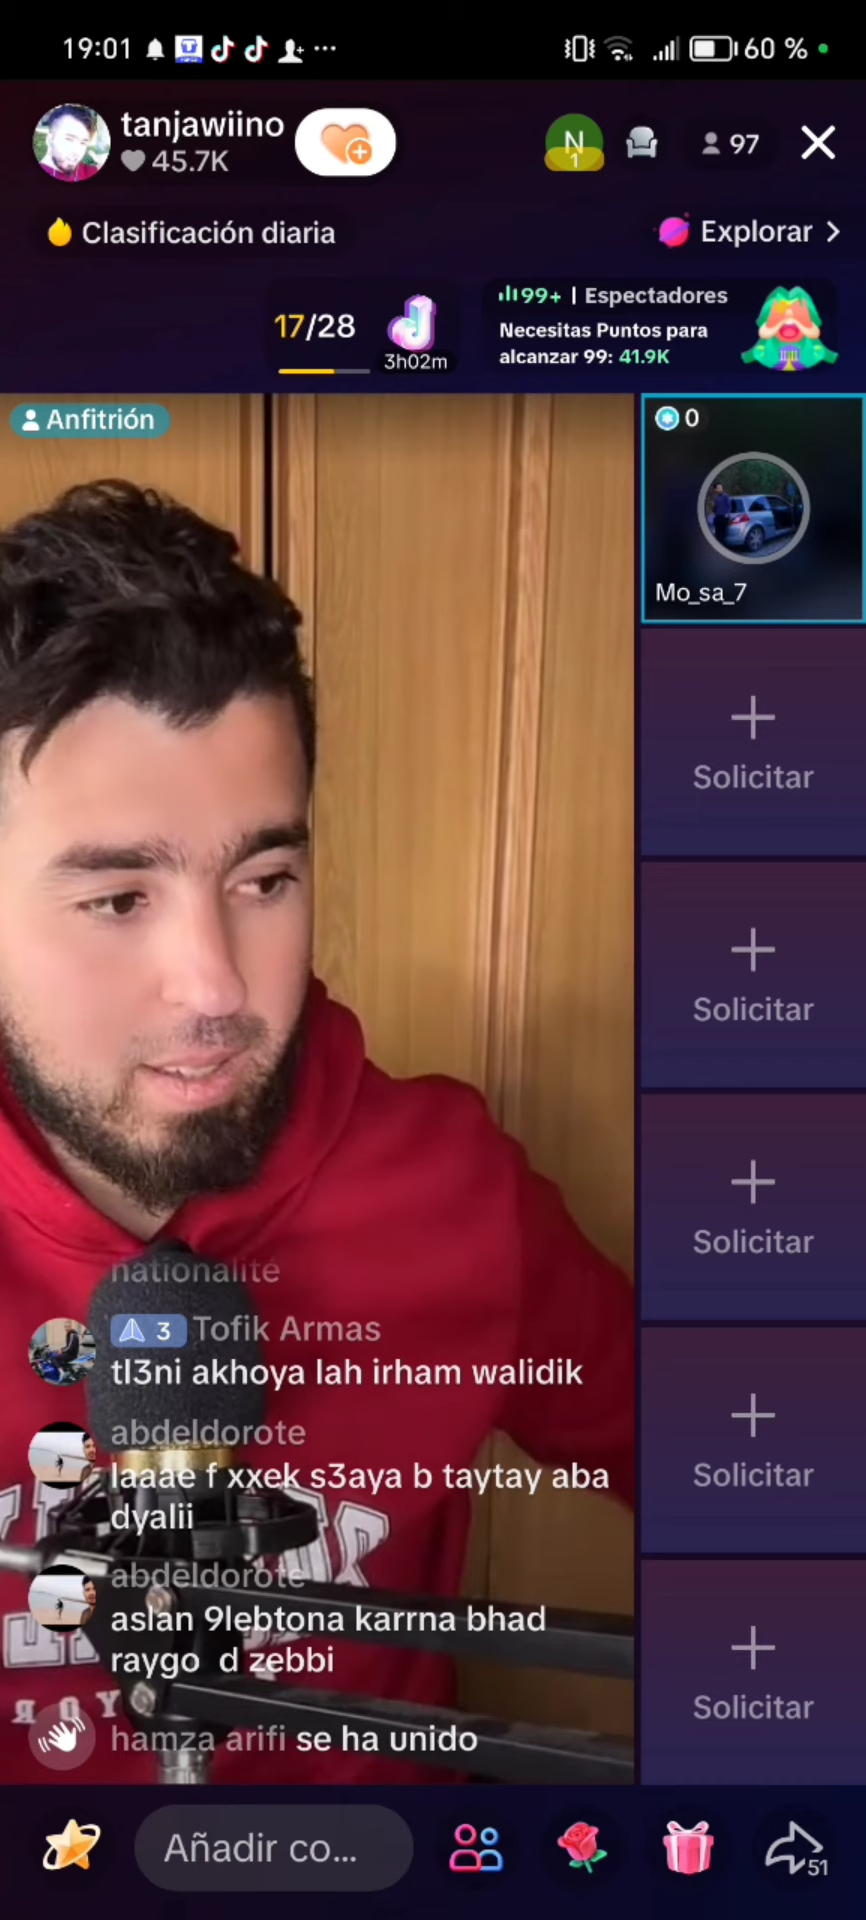 19:01
60 %
tanjawiino
45.7K
N
1
97
Clasificación diaria
Explorar >
17/28
3h02m
99+ | Espectadores
Necesitas Puntos para
alcanzar 99: 41.9K
Anfitrión
0
Mo_sa_7
Solicitar
Solicitar
Solicitar
Solicitar
Solicitar
nationalité
3 Tofik Armas
tl3ni akhoya lah irham walidik
abdeldorote
laaae f xxek s3aya b taytay aba
dyalii
abdeldorote
aslan 9lebtona karrna bhad
raygo d zebbi
hamza arifi se ha unido
Añadir co...
51